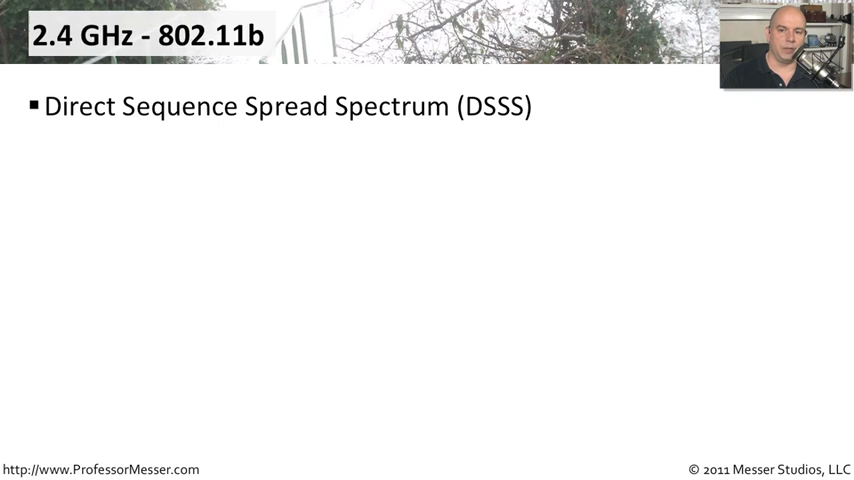 2.4 GHz - 802.11b
▪ Direct Sequence Spread Spectrum (DSSS)
http://www.ProfessorMesser.com
© 2011 Messer Studios, LLC